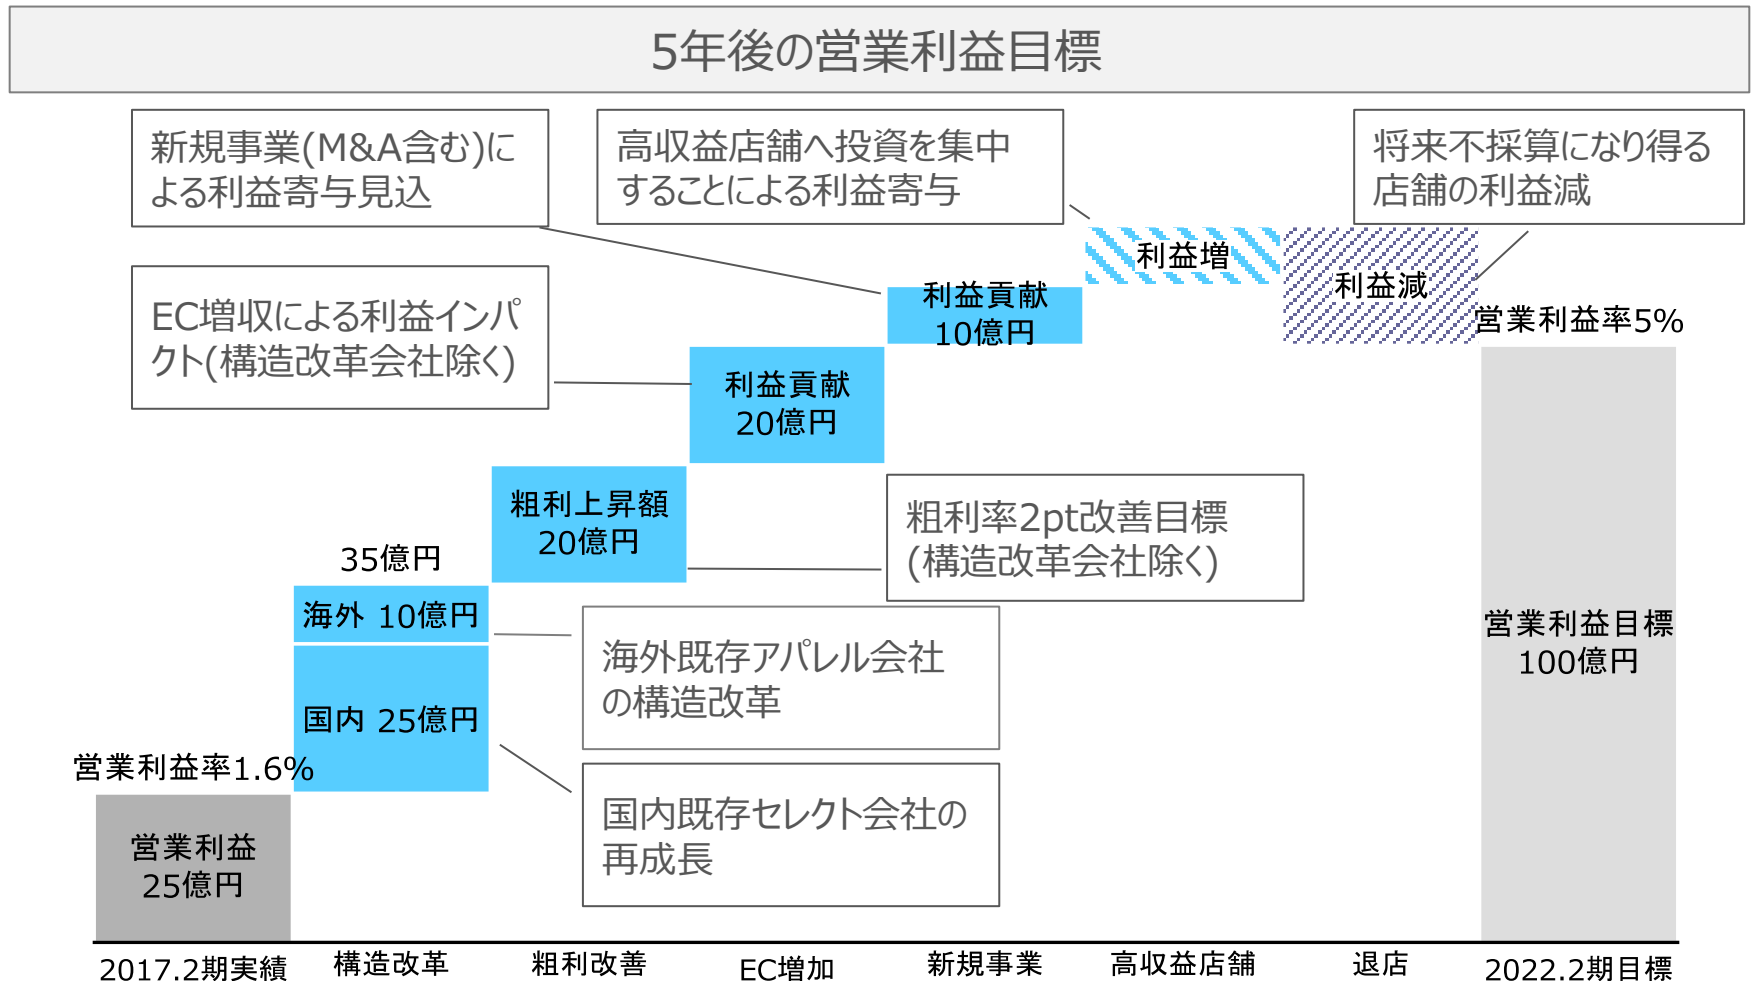 5年後の営業利益目標
新規事業(M&A含む)に
よる利益寄与見込
高収益店舗へ投資を集中
することによる利益寄与
将来不採算になり得る
店舗の利益減
EC増収による利益インパ
クト(構造改革会社除く)
利益増
利益減
利益貢献
10億円
営業利益率5%
利益貢献
20億円
粗利上昇額
20億円
粗利率2pt改善目標
(構造改革会社除く)
35億円
海外 10億円
海外既存アパレル会社
の構造改革
国内 25億円
営業利益目標
100億円
営業利益率1.6%
国内既存セレクト会社の
再成長
営業利益
25億円
2017.2期実績
構造改革
粗利改善
EC増加
新規事業
高収益店舗
退店
2022.2期目標